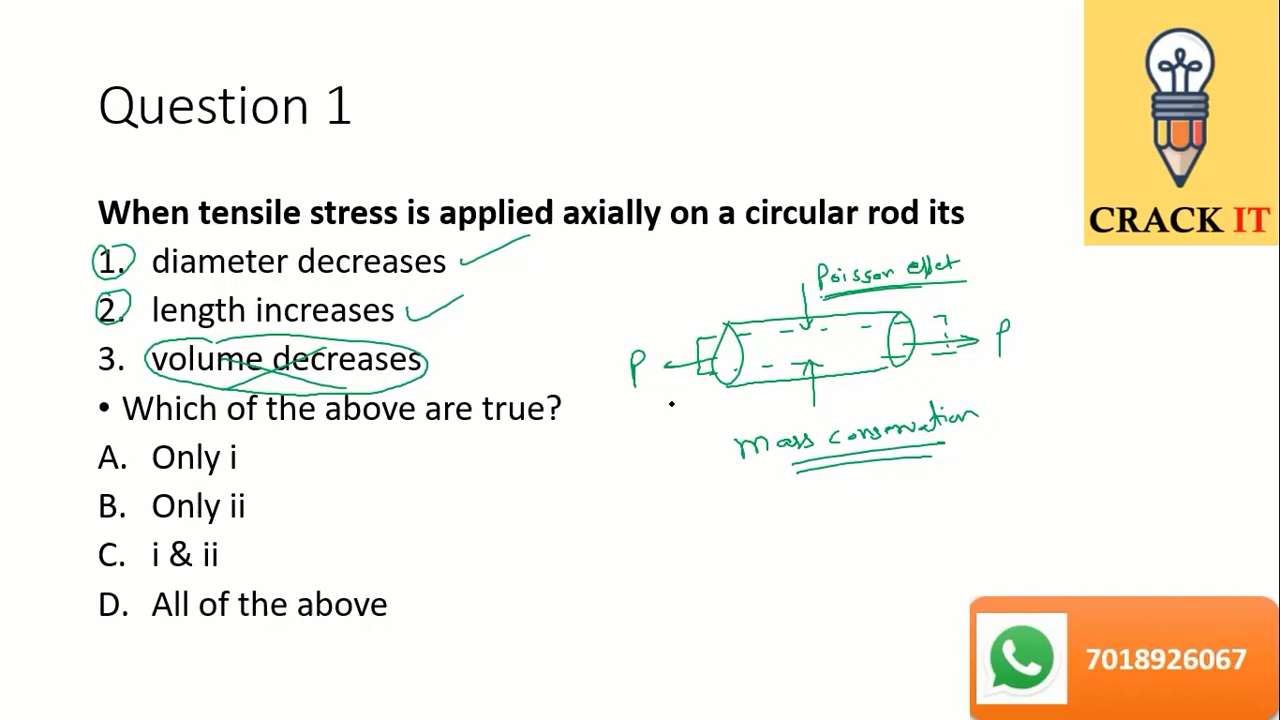 Question 1
CRACK IT
When tensile stress is applied axially on a circular rod its
1. diameter decreases
2. length increases
3. volume decreases
• Which of the above are true?
A. Only i
B. Only ii
C. i & ii
D. All of the above
Poisson effet
P
P
Mass conservation
7018926067